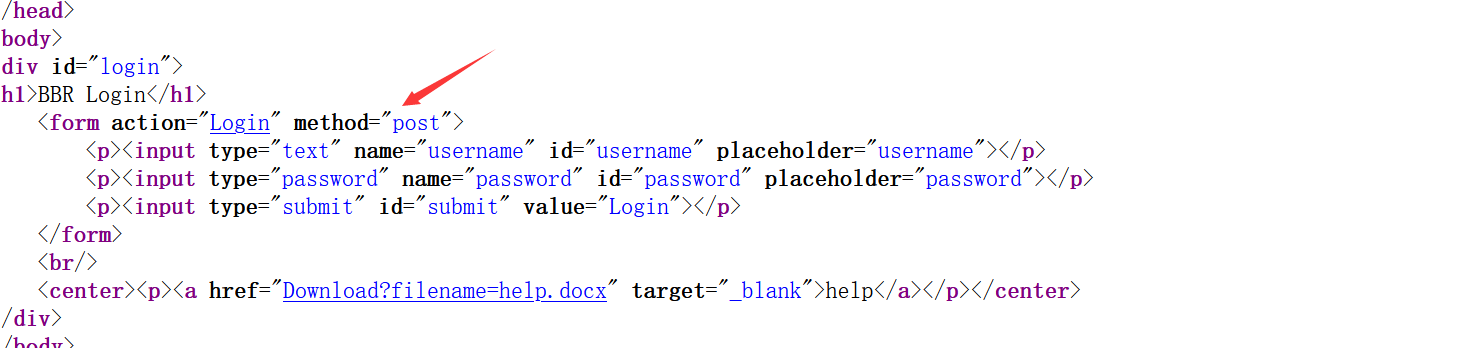 /head>
body>
div id="login">
h1>BBR Login</h1>
<form action="Login" method="post">
<p><input type="text" name="username" id="username" placeholder="username"></p>
<p><input type="password" name="password" id="password" placeholder="password"></p>
<p><input type="submit" id="submit" value="Login"></p>
</form>
<br/>
<center><p><a href="Download?filename=help.docx" target="_blank">help</a></p></center>
/div>
/body>